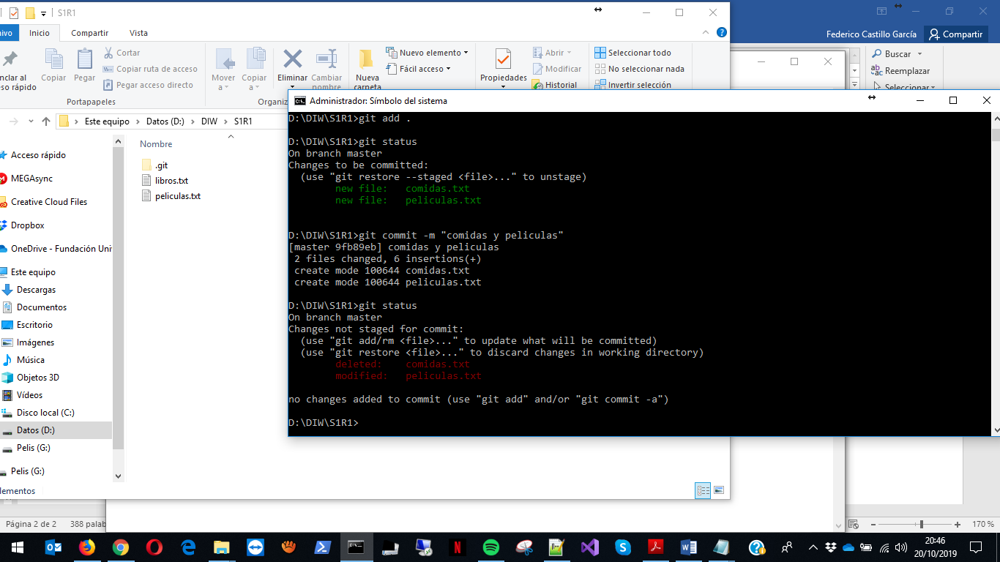 S1R1
Federico Castillo García
Compartir
Inicio
Compartir
Vista
Cortar
Copiar ruta de acceso
Pegar acceso directo
Copiar
Pegar
Portapapeles
Mover a
Copiar a
Eliminar
Cambiar nombre
Nueva carpeta
Nuevo elemento
Fácil acceso
Propiedades
Abrir
Modificar
Historial
Seleccionar todo
No seleccionar nada
Invertir selección
Buscar
Reemplazar
Seleccionar
Este equipo > Datos (D:) > DIW > S1R1
Nombre
.git
libros.txt
peliculas.txt
Acceso rápido
MEGAsync
Creative Cloud Files
Dropbox
OneDrive - Fundación Uni
Este equipo
Descargas
Documentos
Escritorio
Imágenes
Música
Objetos 3D
Vídeos
Disco local (C:)
Datos (D:)
Pelis (G:)
Pelis (G:)
lementos
Administrador: Símbolo del sistema
D:\DIW\S1R1>git add .
D:\DIW\S1R1>git status
On branch master
Changes to be committed:
(use "git restore --staged <file>..." to unstage)
new file:   comidas.txt
new file:   peliculas.txt
D:\DIW\S1R1>git commit -m "comidas y peliculas"
[master 9fb89eb] comidas y peliculas
2 files changed, 6 insertions(+)
create mode 100644 comidas.txt
create mode 100644 peliculas.txt
D:\DIW\S1R1>git status
On branch master
Changes not staged for commit:
(use "git add/rm <file>..." to update what will be committed)
(use "git restore <file>..." to discard changes in working directory)
deleted:    comidas.txt
modified:   peliculas.txt
no changes added to commit (use "git add" and/or "git commit -a")
D:\DIW\S1R1>
Página 2 de 2
388 palab
170 %
20:46
20/10/2019